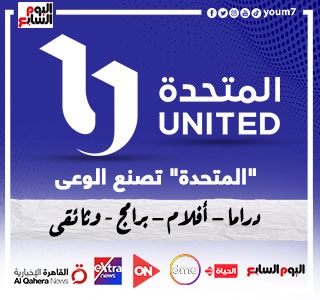 اليوم السابع
youm7
المتحدة
UNITED
"المتحدة" تصنع الوعى
دراما - أفلام - برامج - وثائقى
القاهرة الإخبارية
Al Qahera News
eXtra
news
ON
dmc
الحياة
اليوم السابع